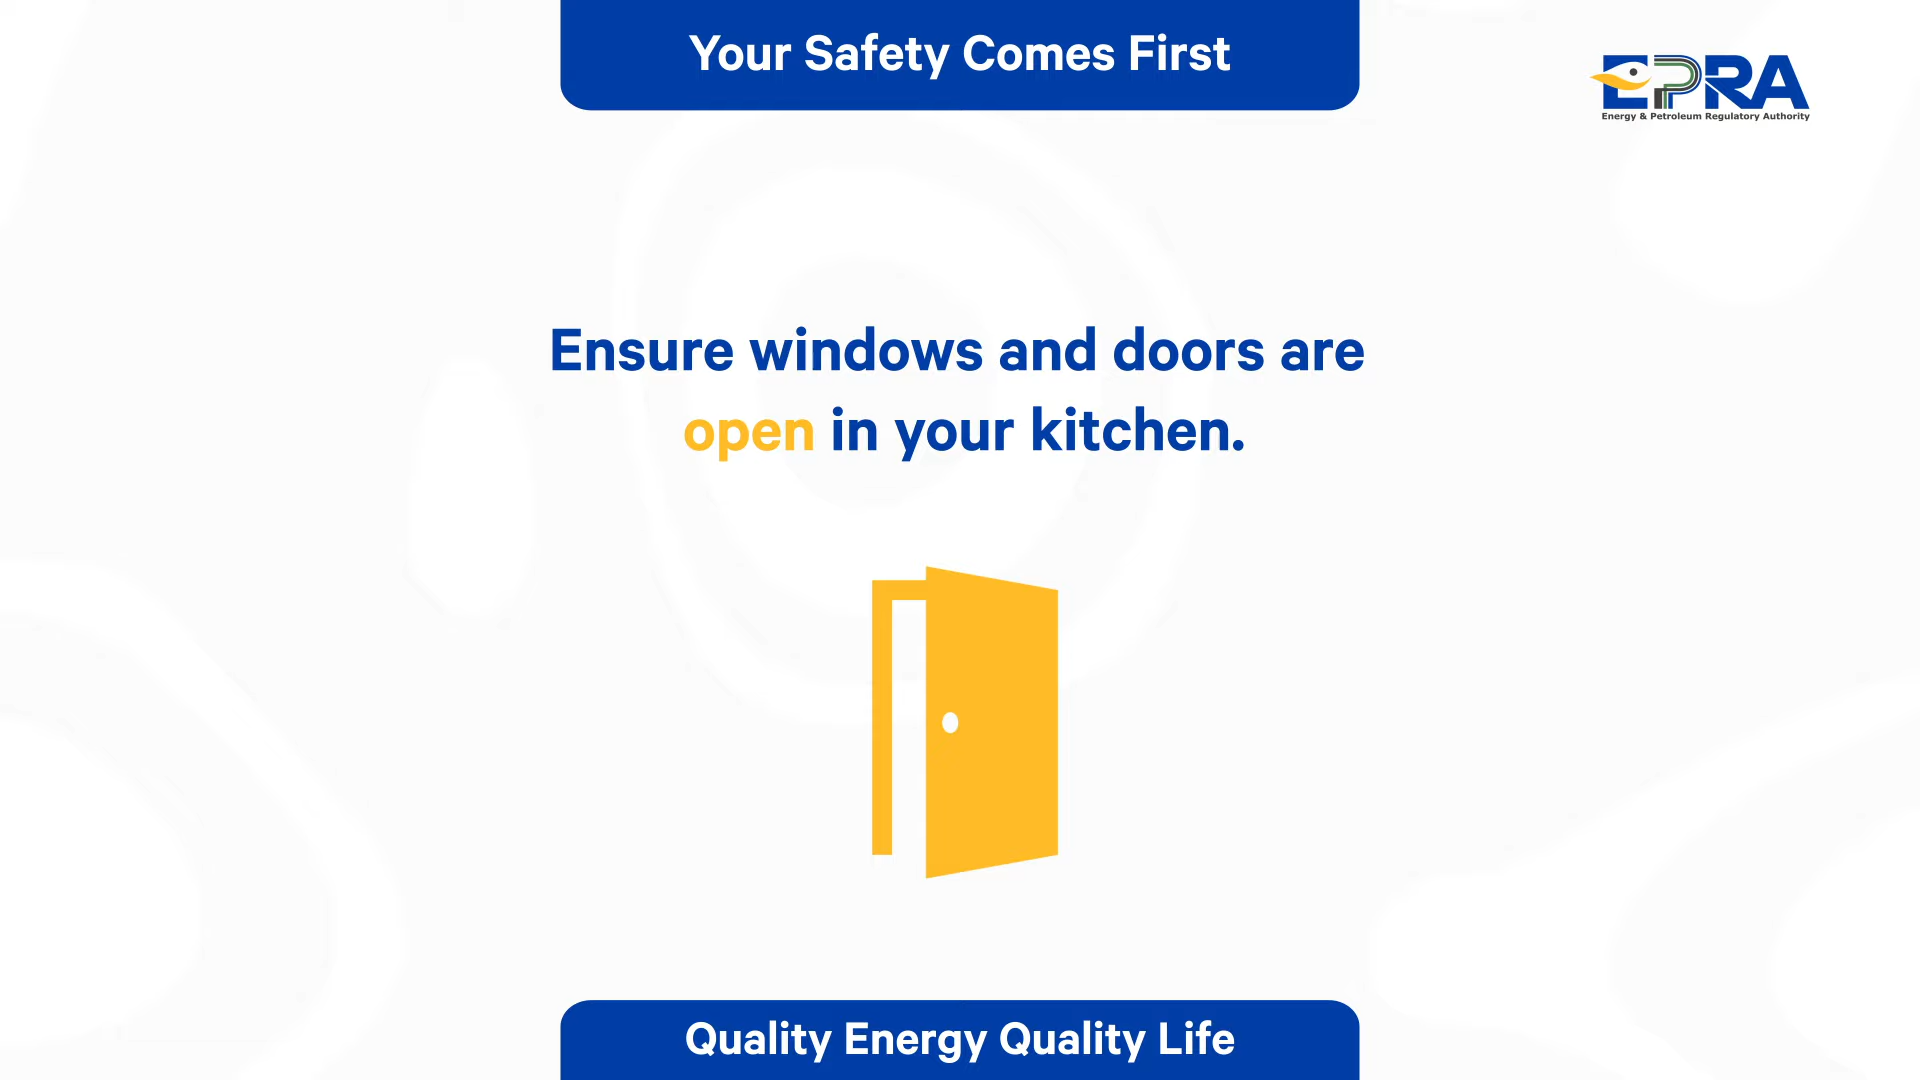 Your Safety Comes First
EPRA
Energy & Petroleum Regulatory Authority
Ensure windows and doors are
open in your kitchen.
Quality Energy Quality Life